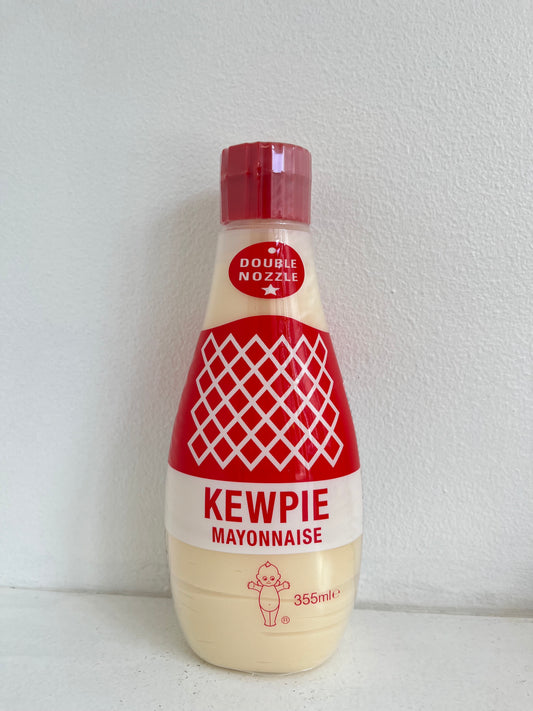 DOUBLE
NOZZLE
KEWPIE
MAYONNAISE
355ml℮
®